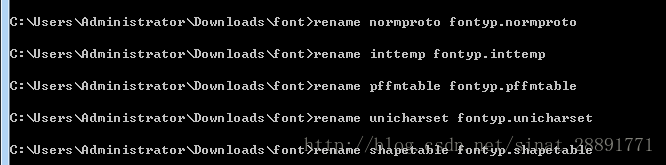 C:\Users\Administrator\Downloads\font>rename normproto fontyp.normproto
C:\Users\Administrator\Downloads\font>rename inttemp fontyp.inttemp
C:\Users\Administrator\Downloads\font>rename pffmtable fontyp.pffmtable
C:\Users\Administrator\Downloads\font>rename unicharset fontyp.unicharset
C:\Users\Administrator\Downloads\font>rename shapetable fontyp.shapetable
http://blog.csdn.net/sinat_38891771